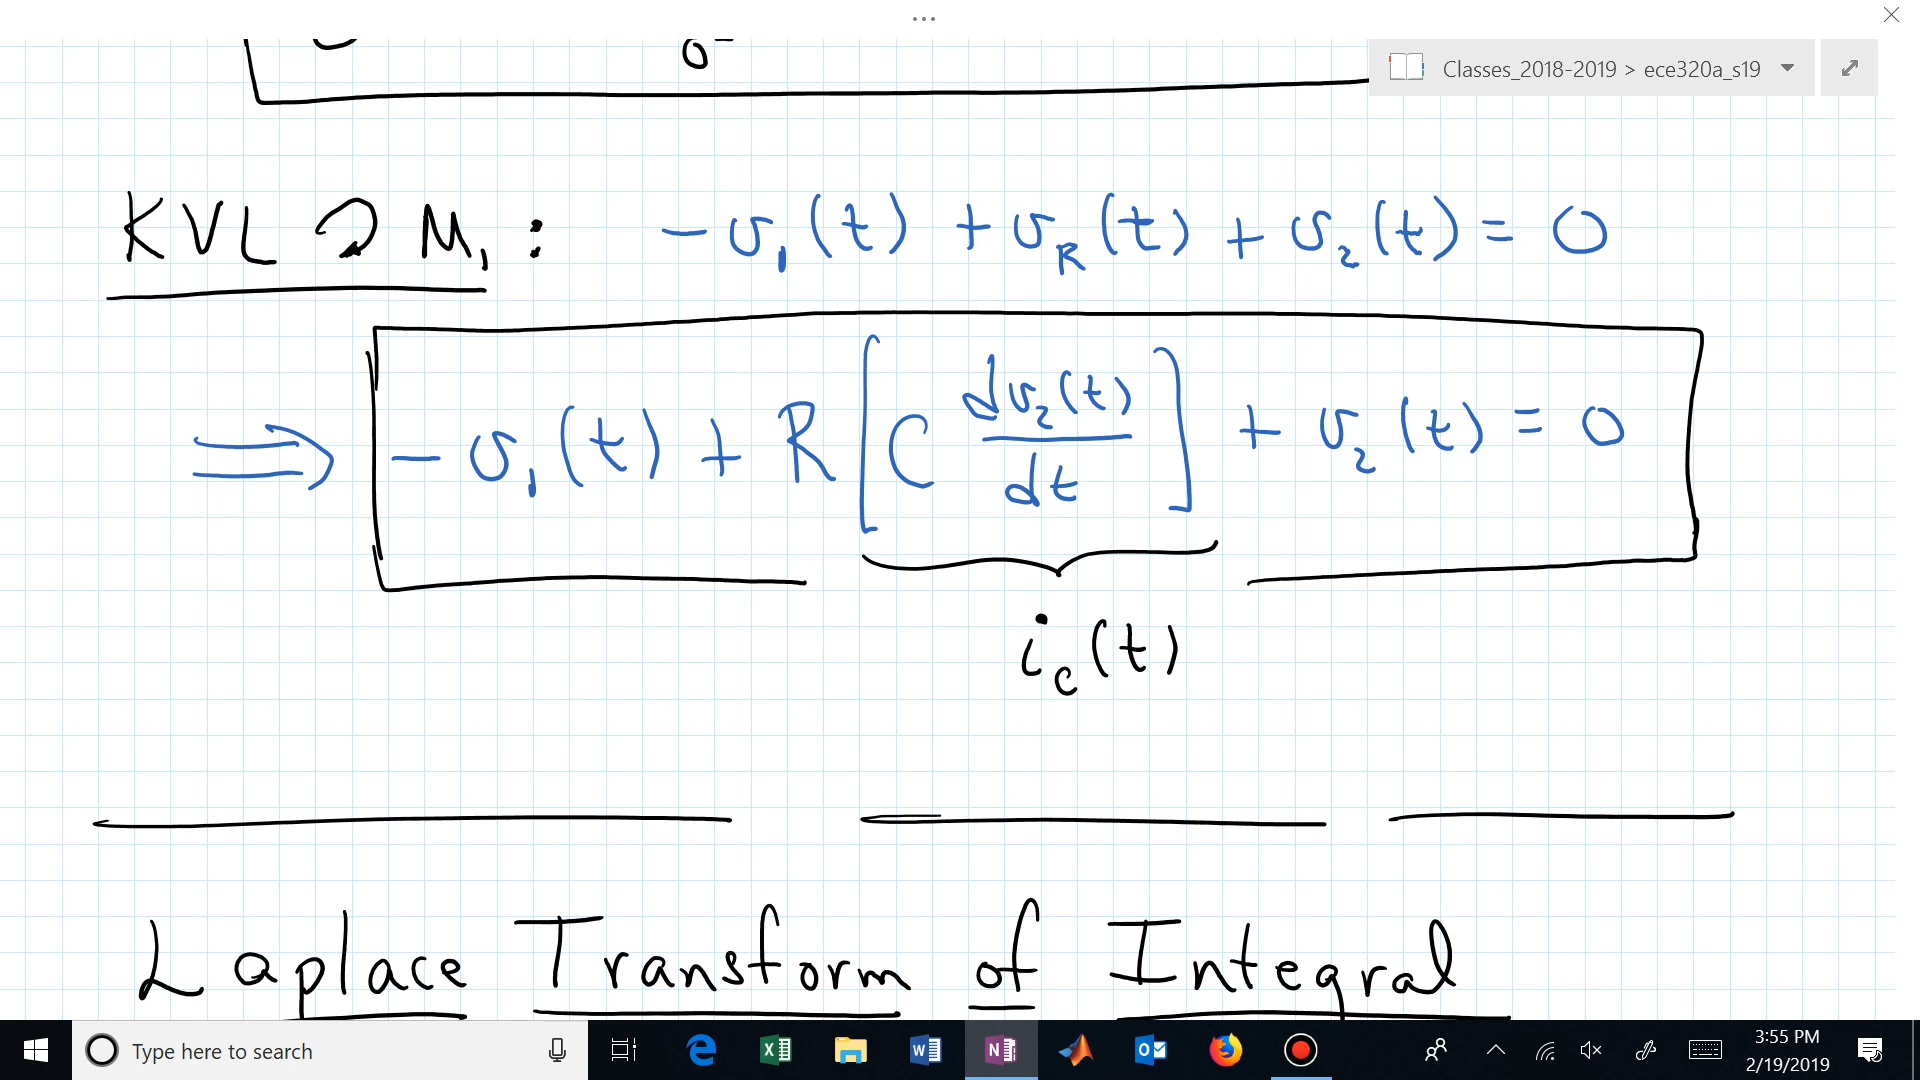 Classes_2018-2019 > ece320a_s19
KVL ⟳ M₁ : -v₁(t) + v_R(t) + v₂(t) = 0
⇒ -v₁(t) + R [C dv₂(t)/dt] + v₂(t) = 0
i_c(t)
Laplace Transform of Integral
Type here to search
3:55 PM
2/19/2019